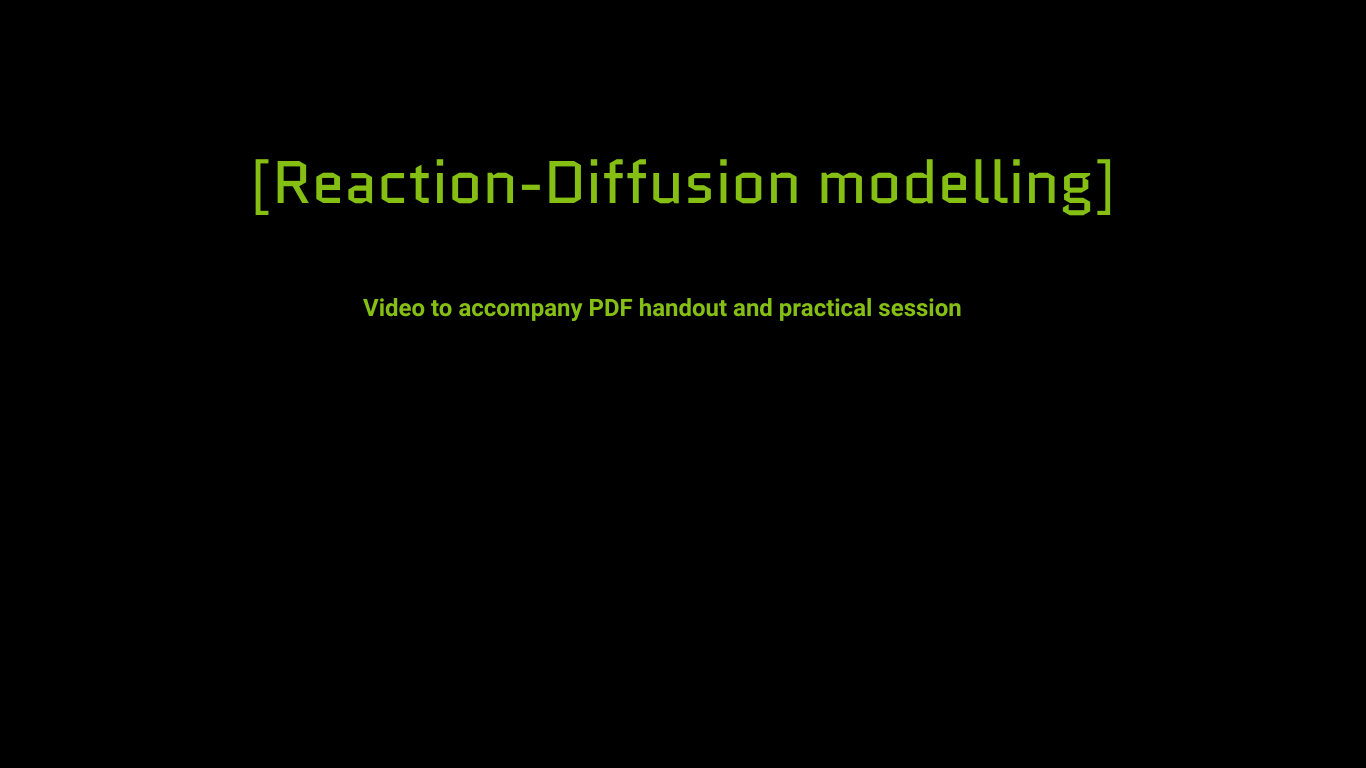 [Reaction-Diffusion modelling]
Video to accompany PDF handout and practical session